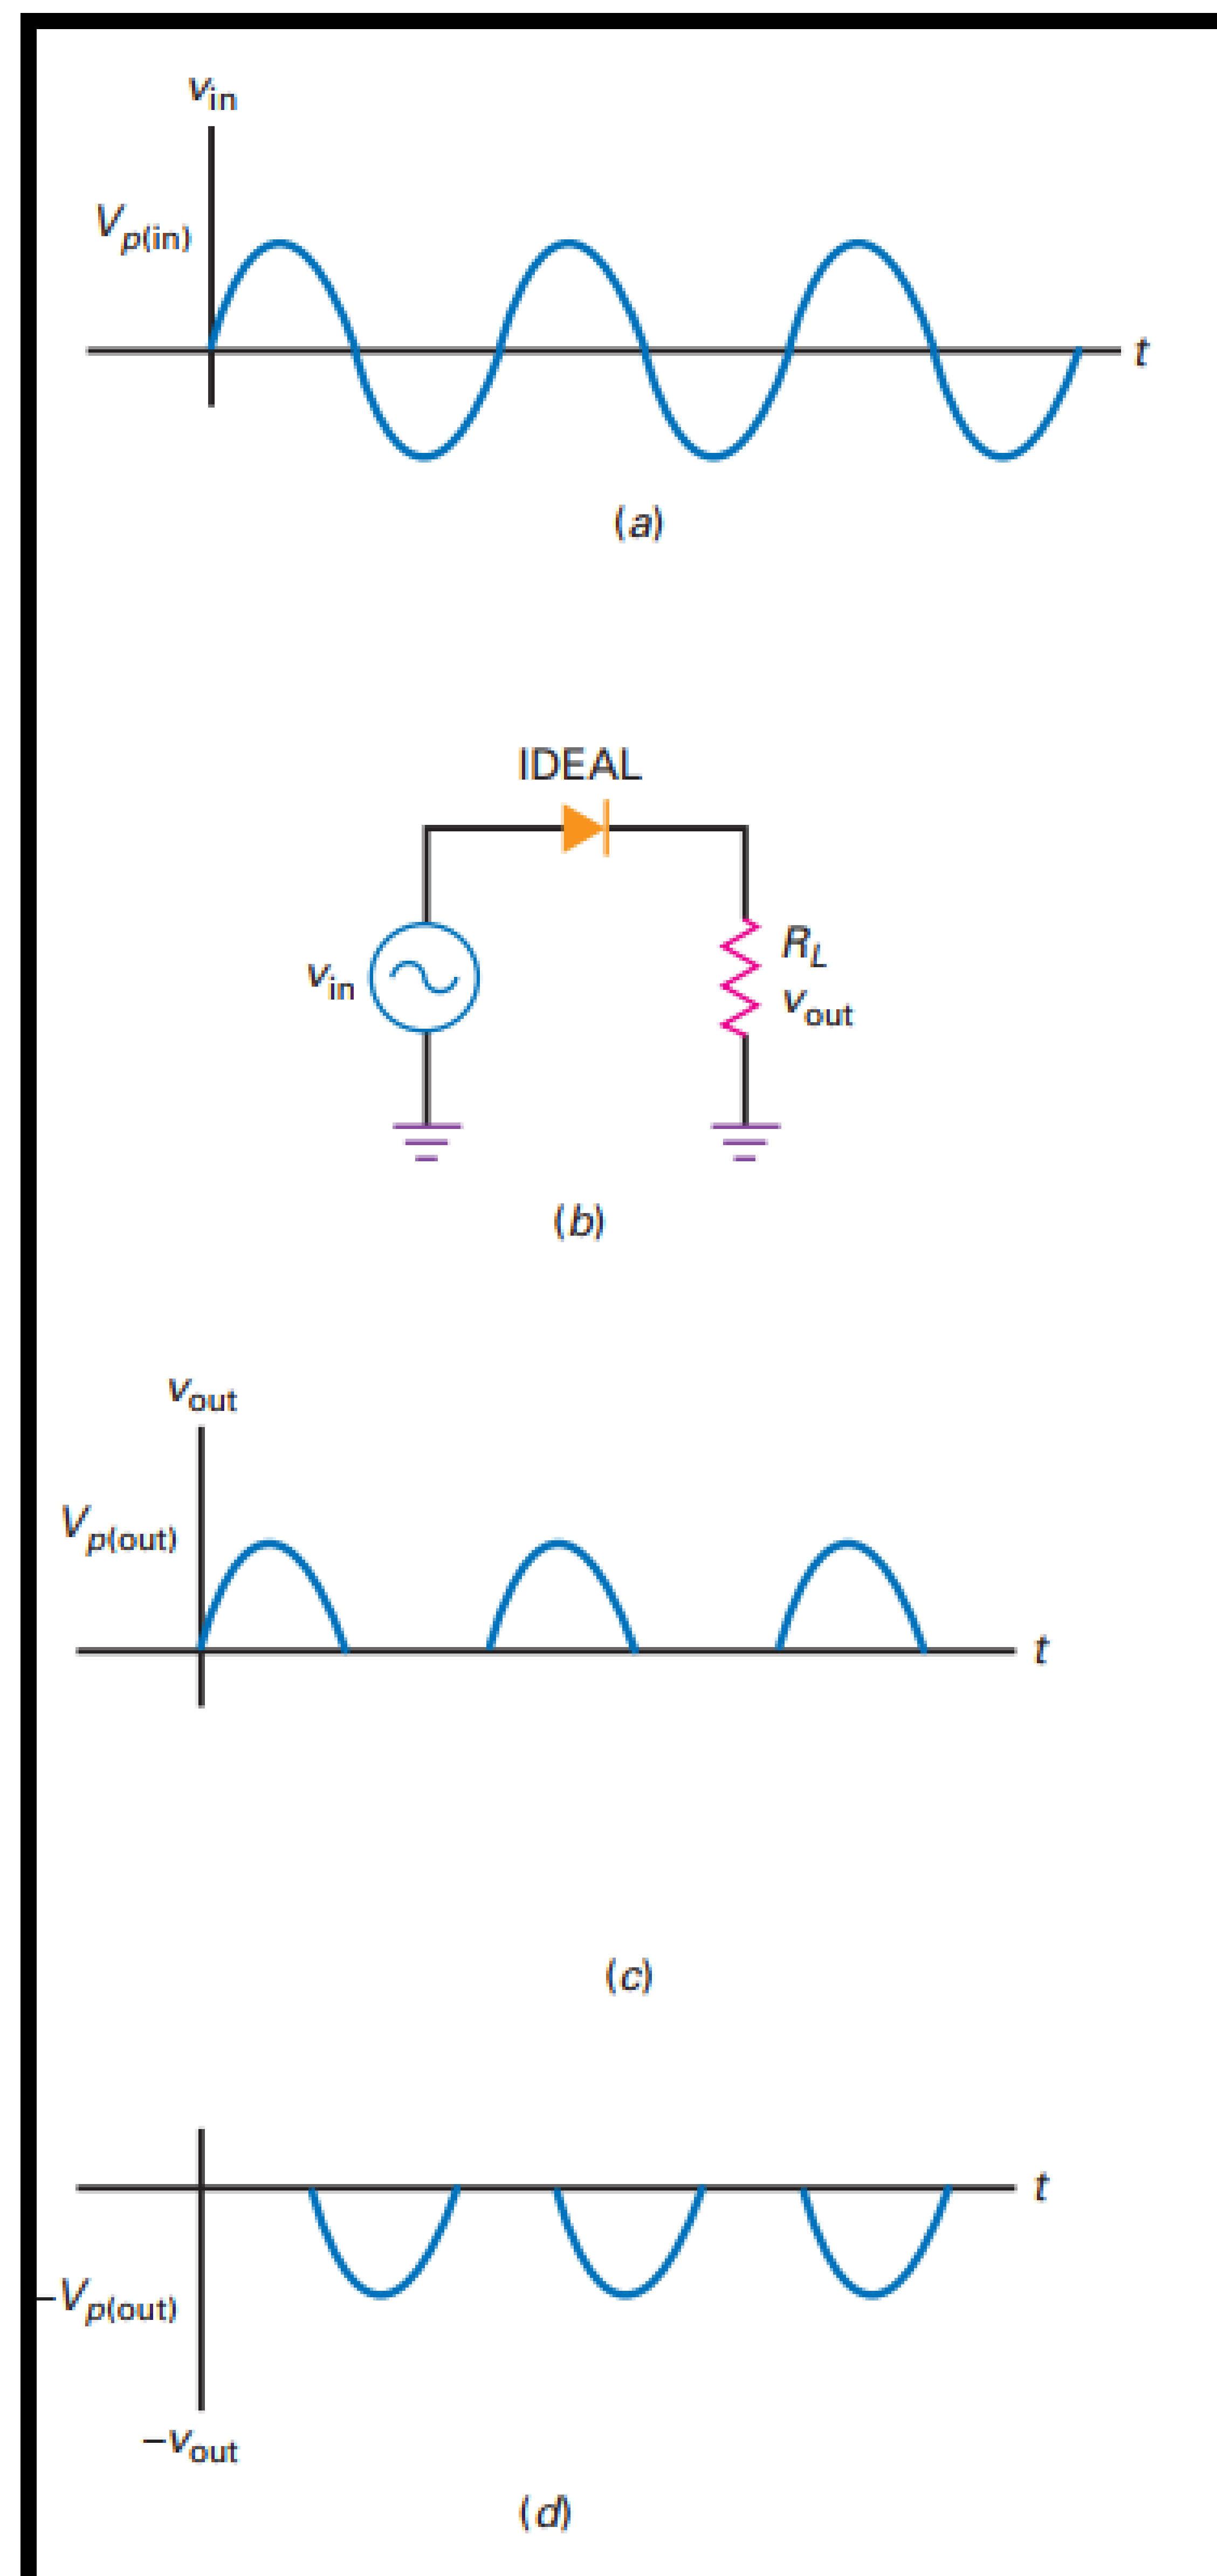 vin
Vp(in)
t
(a)
IDEAL
vin
RL
vout
(b)
vout
Vp(out)
t
(c)
t
–Vp(out)
–vout
(d)